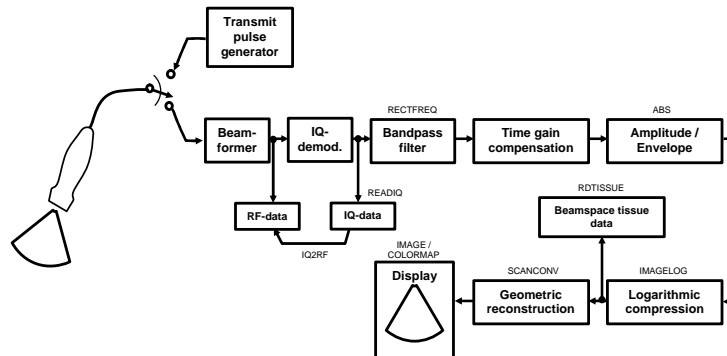 Transmit
pulse
generator
RECTFREQ
ABS
Beam-
former
IQ-
demod.
Bandpass
filter
Time gain
compensation
Amplitude /
Envelope
READIQ
RDTISSUE
RF-data
IQ-data
Beamspace tissue
data
IQ2RF
IMAGE /
COLORMAP
Display
SCANCONV
IMAGELOG
Geometric
reconstruction
Logarithmic
compression